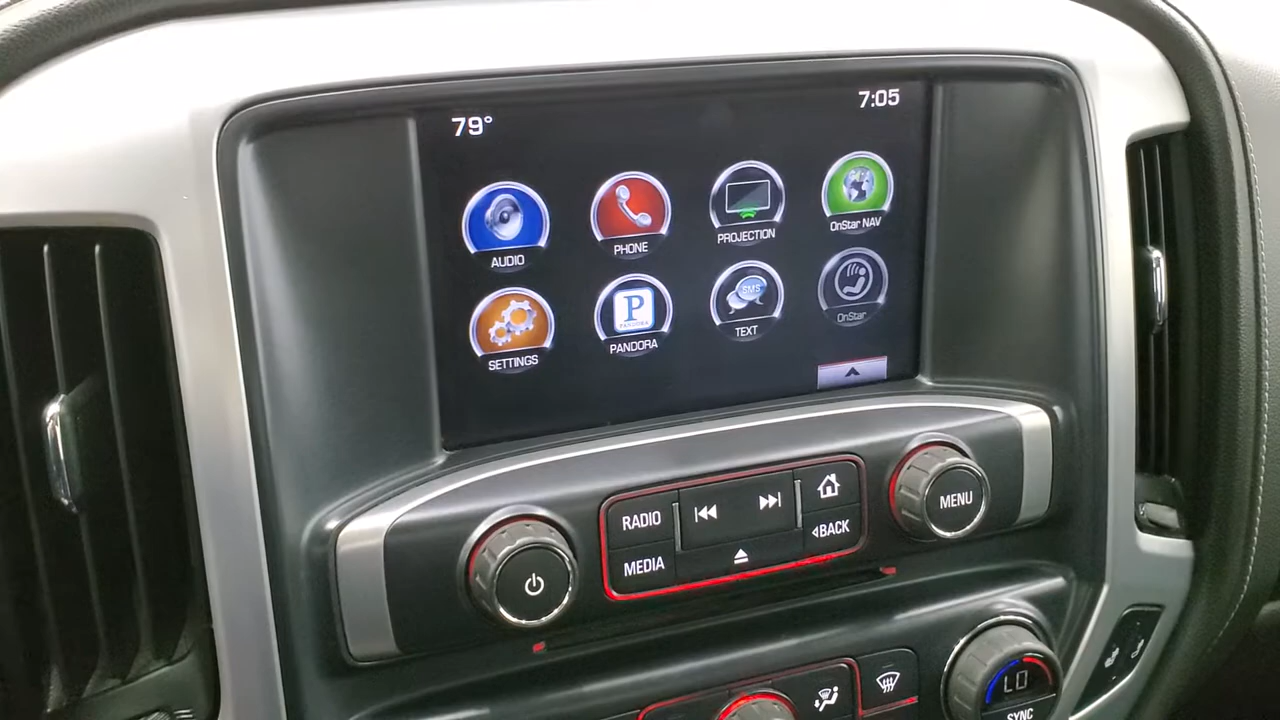 79°
7:05
AUDIO
PHONE
PROJECTION
OnStar NAV
SETTINGS
P
PANDORA
PANDORA
SMS
TEXT
OnStar
RADIO
MEDIA
BACK
MENU
LO
SYNC